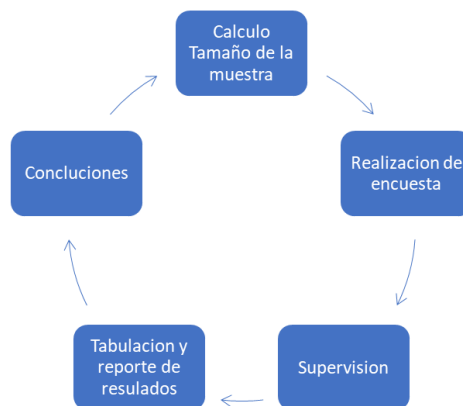 Calculo
Tamaño de la
muestra
Realizacion de
encuesta
Supervision
Tabulacion y
reporte de
resulados
Concluciones